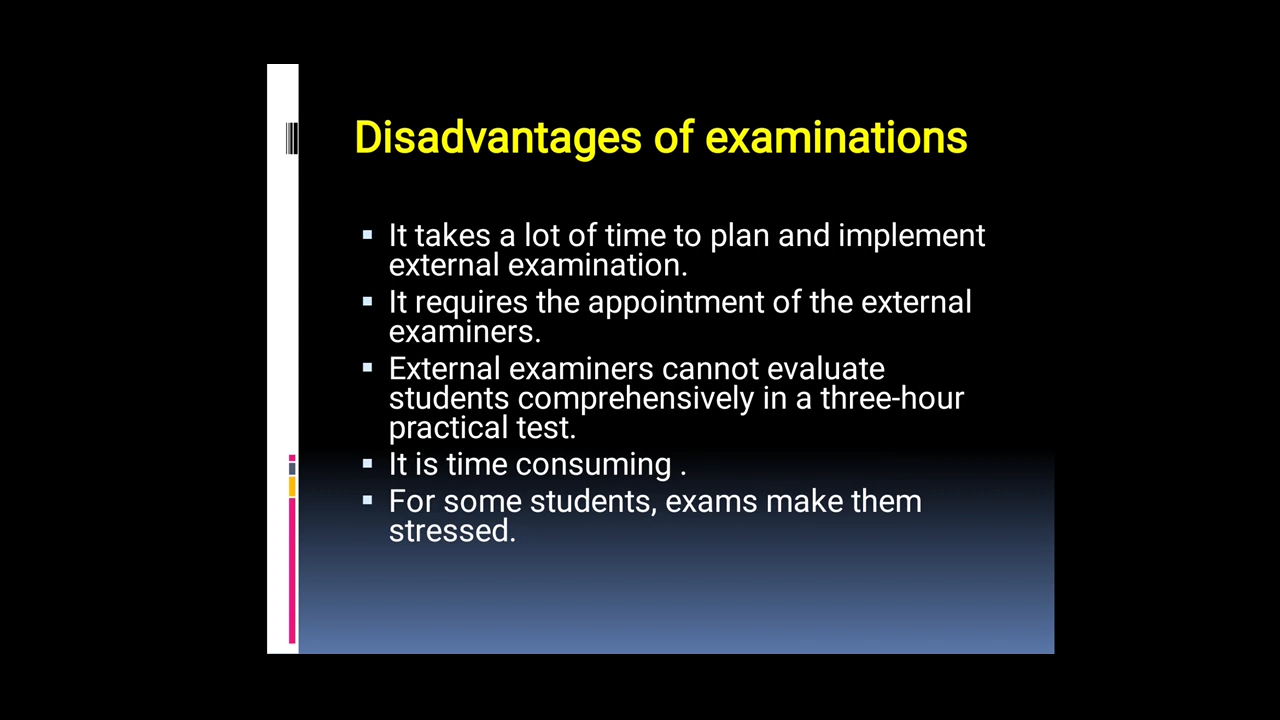 Disadvantages of examinations
▪ It takes a lot of time to plan and implement
external examination.
▪ It requires the appointment of the external
examiners.
▪ External examiners cannot evaluate
students comprehensively in a three-hour
practical test.
▪ It is time consuming .
▪ For some students, exams make them
stressed.